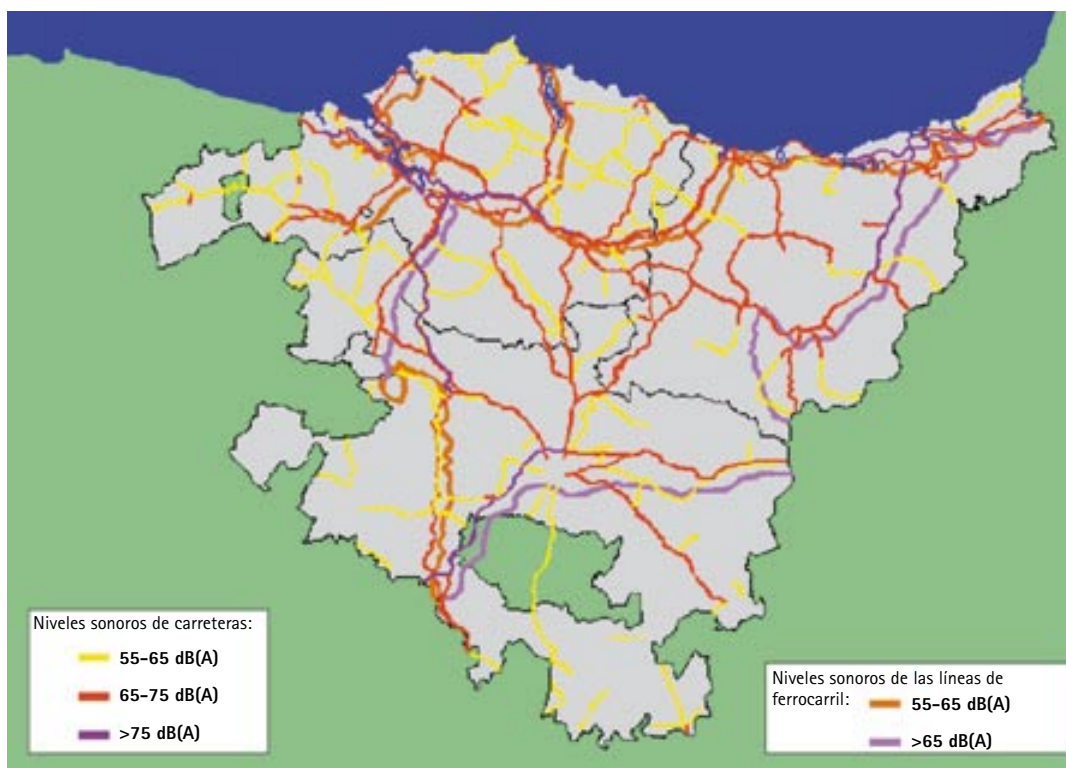 Niveles sonoros de carreteras:
55-65 dB(A)
65-75 dB(A)
>75 dB(A)
Niveles sonoros de las líneas de
ferrocarril:
55-65 dB(A)
>65 dB(A)